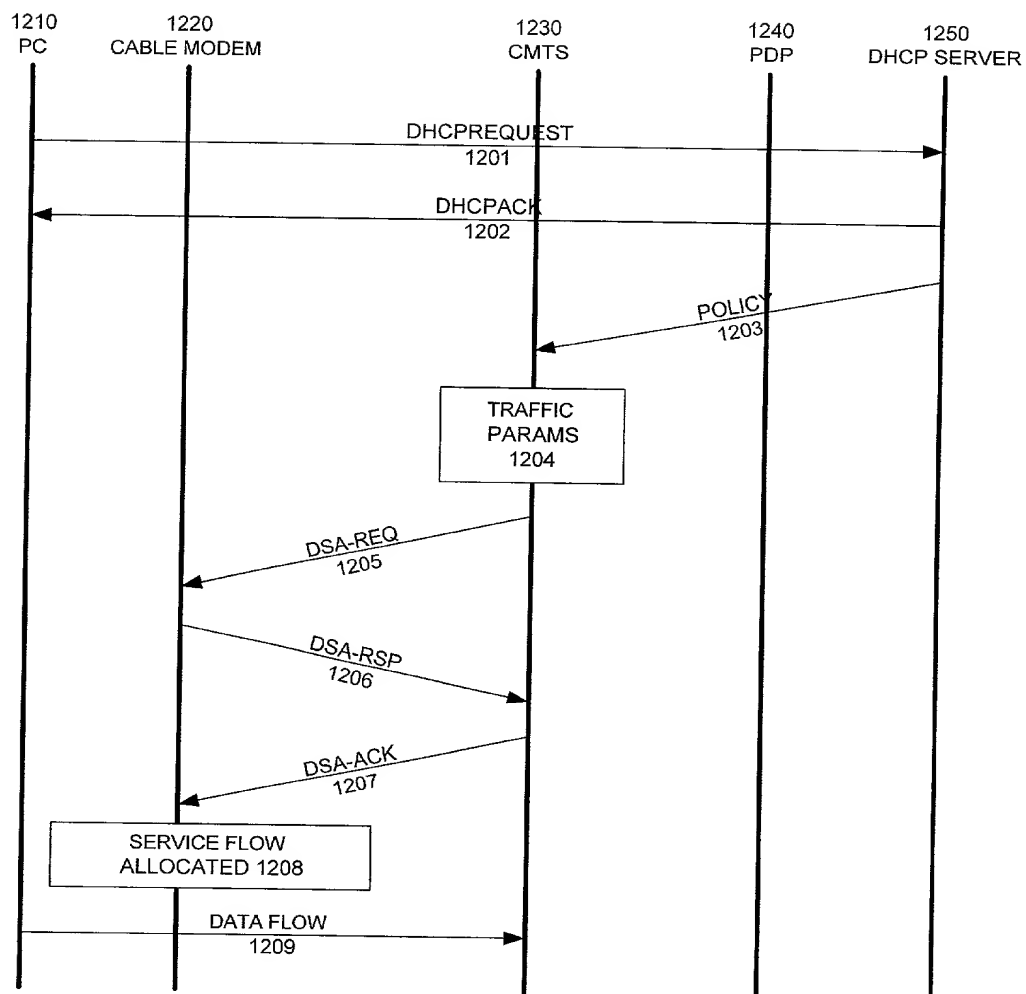 1210
PC
1220
CABLE MODEM
1230
CMTS
1240
PDP
1250
DHCP SERVER
DHCPREQUEST
1201
DHCPACK
1202
POLICY
1203
TRAFFIC
PARAMS
1204
DSA-REQ
1205
DSA-RSP
1206
DSA-ACK
1207
SERVICE FLOW
ALLOCATED 1208
DATA FLOW
1209